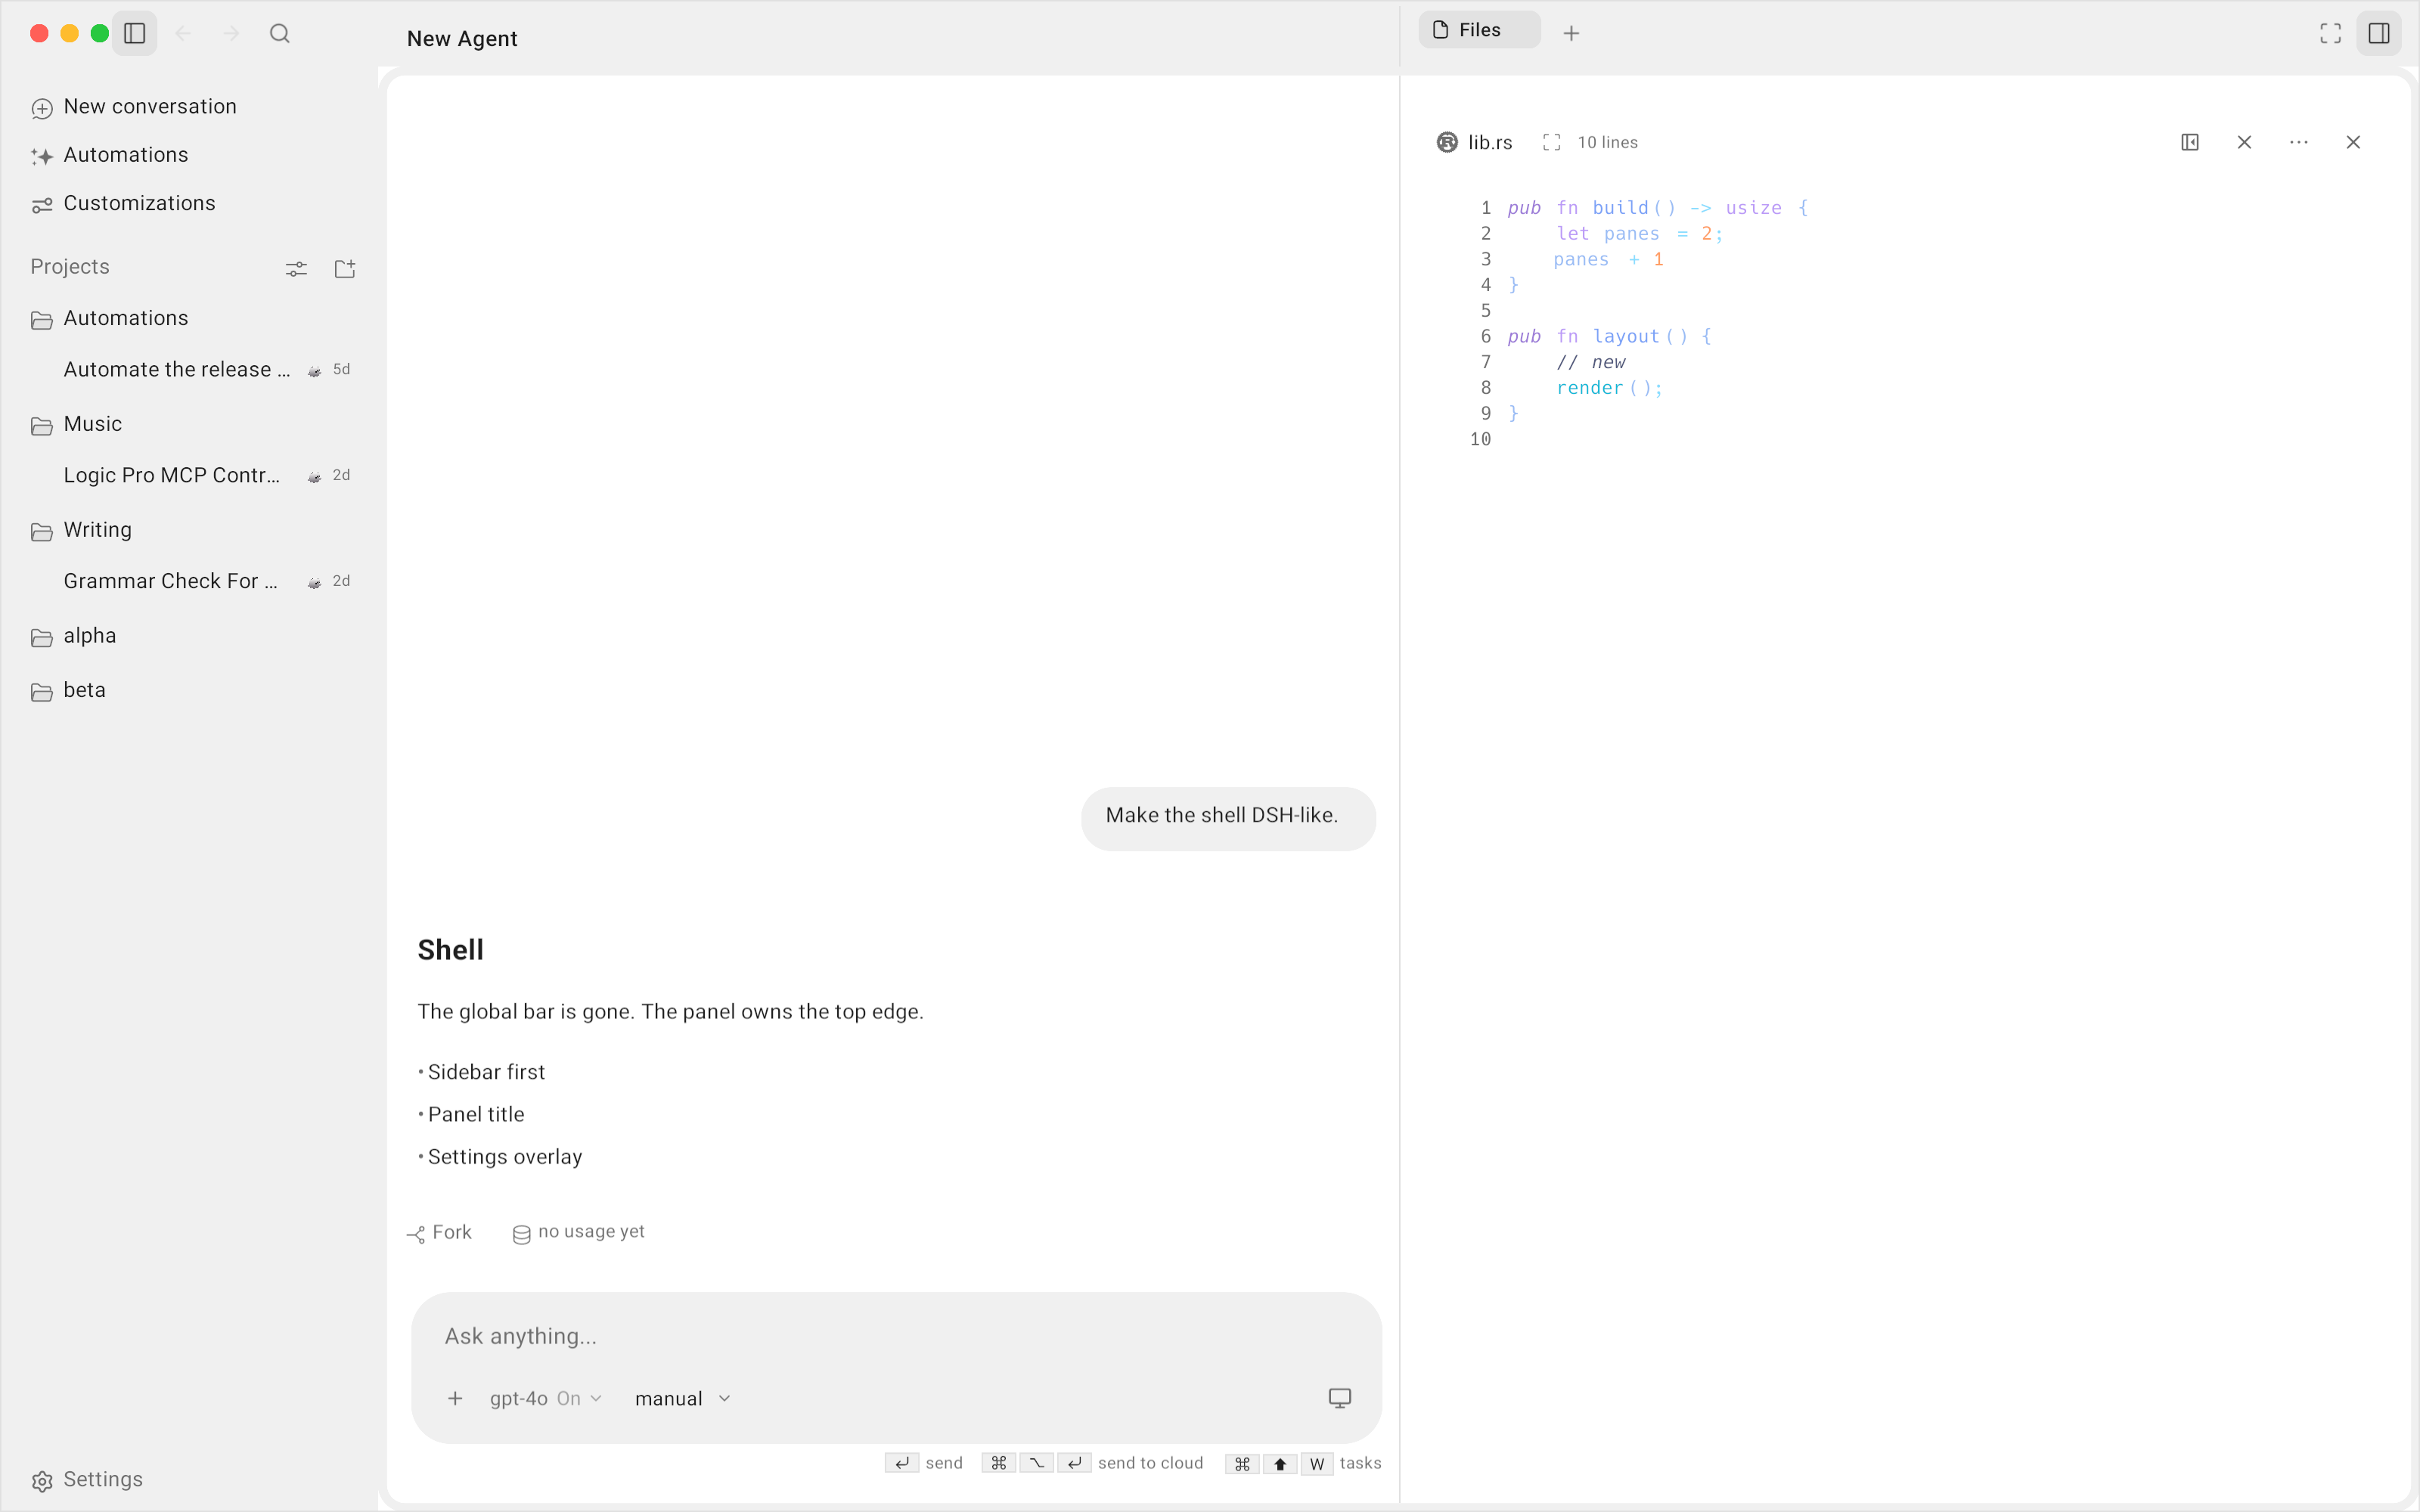 New Agent
Files
New conversation
Automations
Customizations
Projects
Automations
Automate the release ... 5d
Music
Logic Pro MCP Contr... 2d
Writing
Grammar Check For ... 2d
alpha
beta
Settings
Make the shell DSH-like.
Shell
The global bar is gone. The panel owns the top edge.
• Sidebar first
• Panel title
• Settings overlay
Fork no usage yet
Ask anything...
gpt-4o On manual
send ⌘ ⌥ send to cloud ⌘ W tasks
lib.rs 10 lines
1 pub fn build() -> usize {
2 let panes = 2;
3 panes + 1
4 }
5
6 pub fn layout() {
7 // new
8 render();
9 }
10